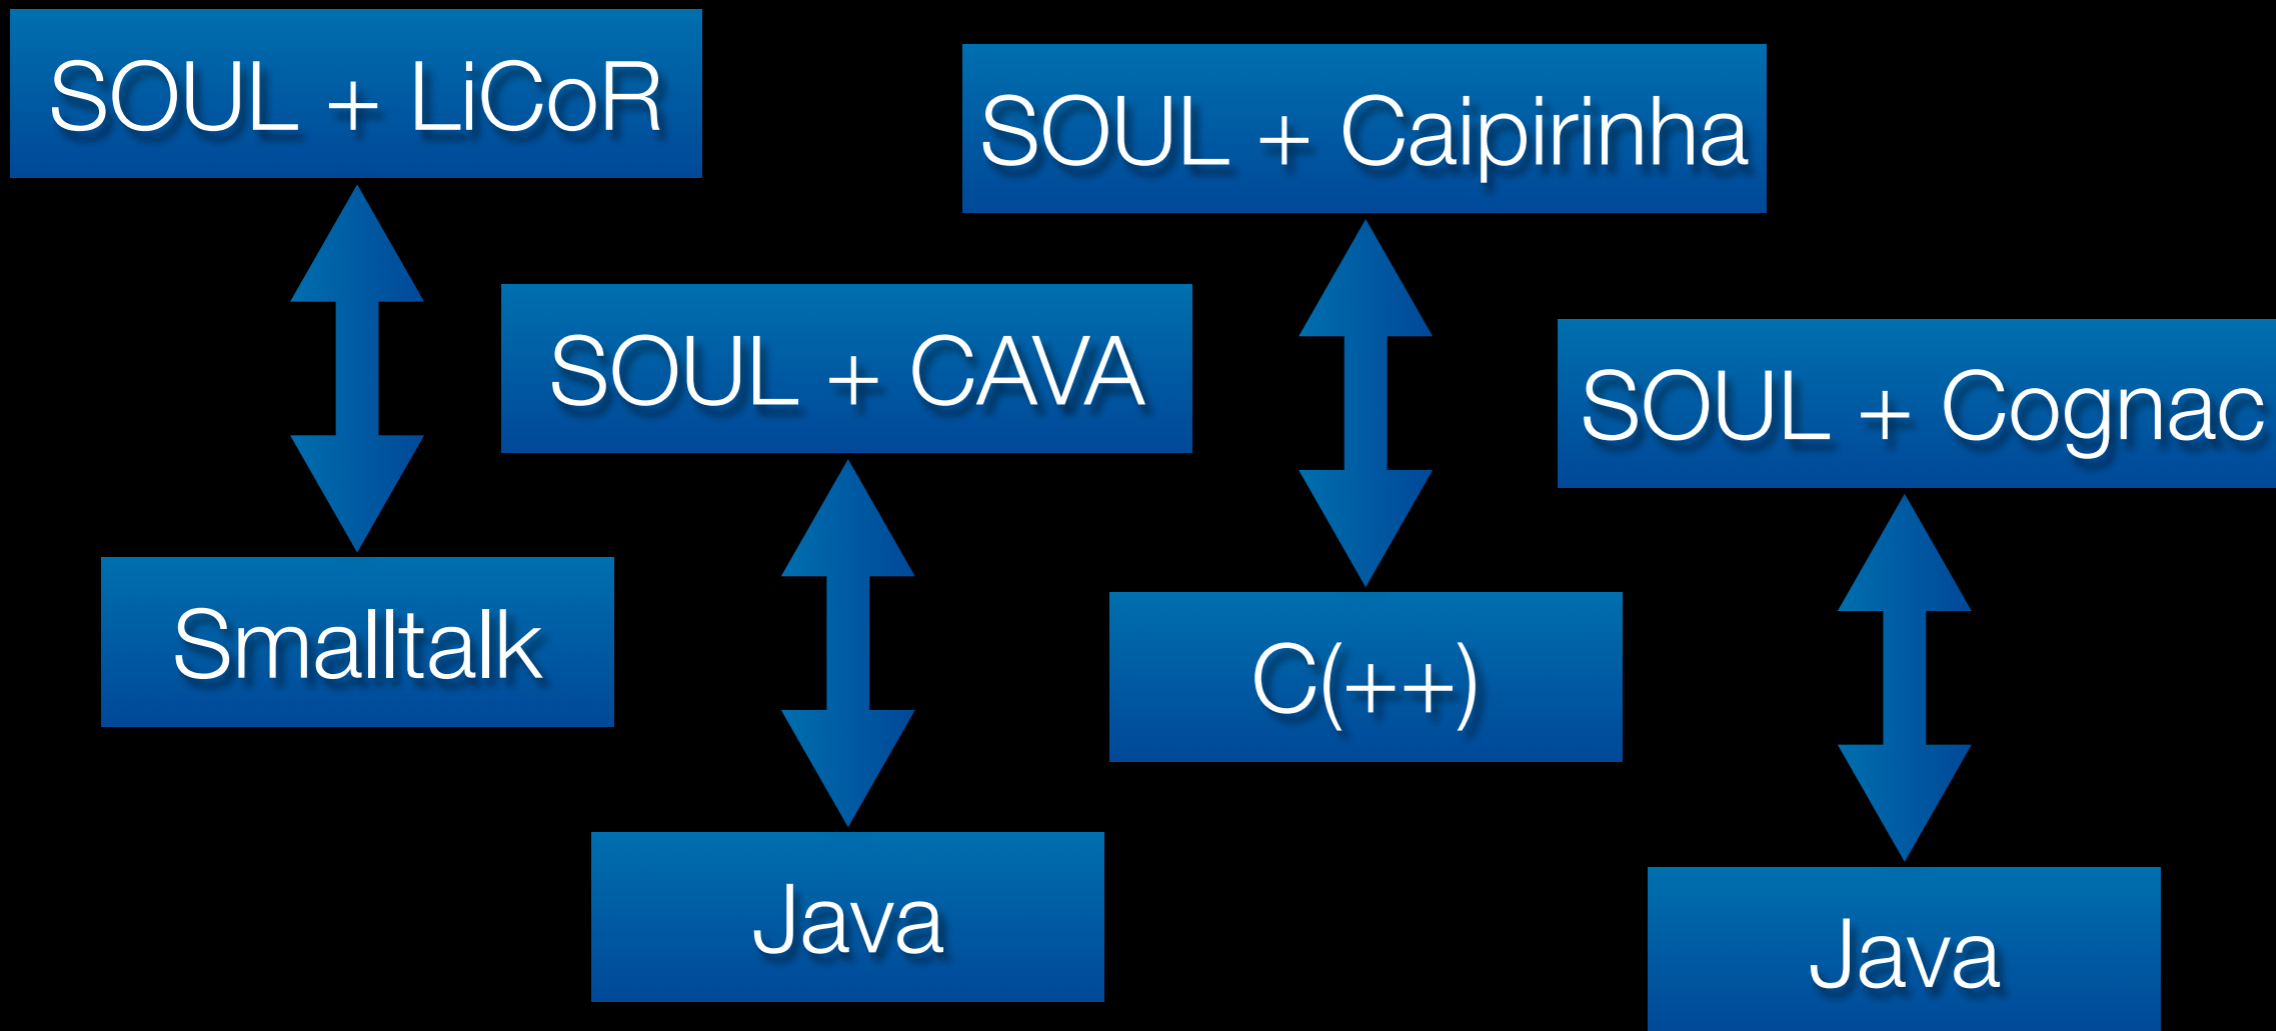 SOUL + LiCoR
SOUL + Caipirinha
SOUL + CAVA
SOUL + Cognac
Smalltalk
C(++)
Java
Java